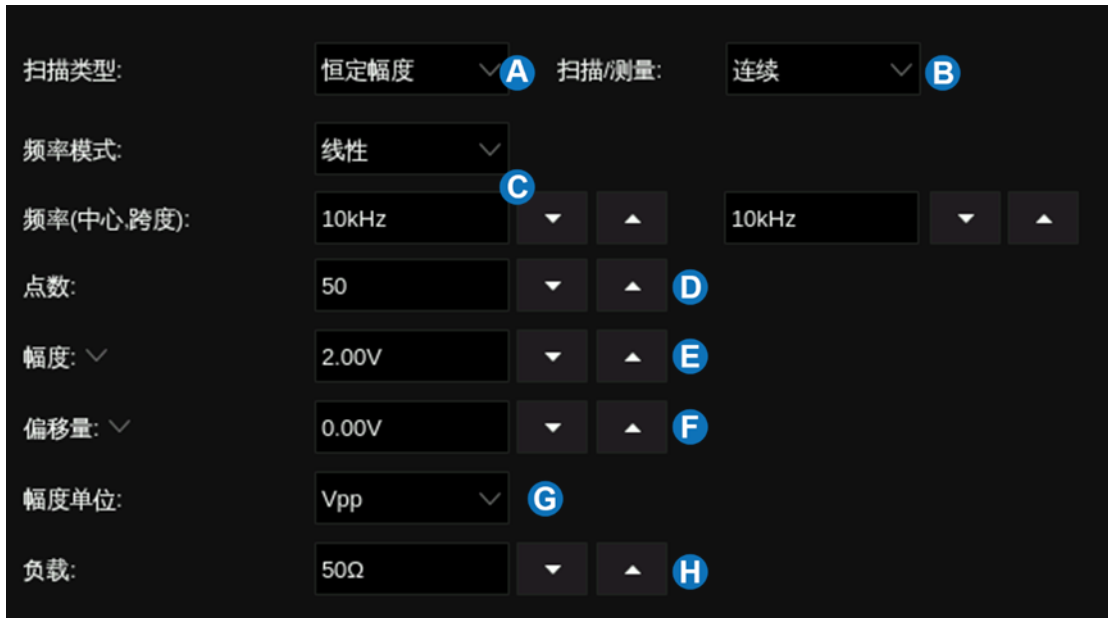 扫描类型: 恒定幅度 A 扫描/测量: 连续 B
频率模式: 线性
C
频率(中心,跨度): 10kHz 10kHz
点数: 50 D
幅度: 2.00V E
偏移量: 0.00V F
幅度单位: Vpp G
负载: 50Ω H